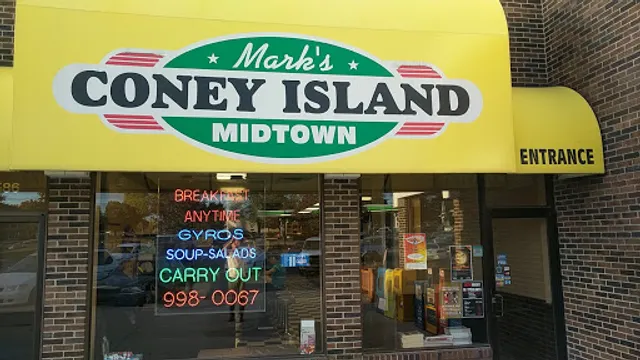 Mark's
CONEY ISLAND
MIDTOWN
ENTRANCE
BREAKFAST
ANYTIME
GYROS
SOUP-SALADS
CARRY OUT
998-0067